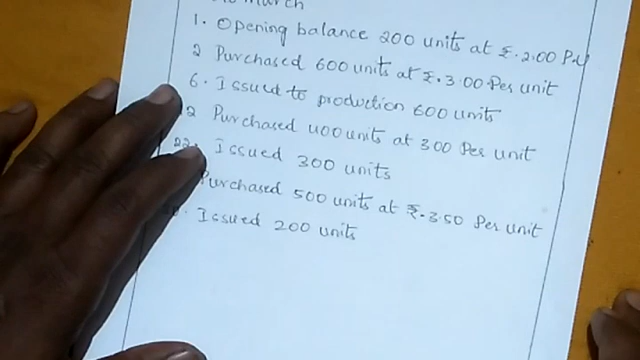 March
1. Opening balance 200 units at ₹.2.00 Per
2 Purchased 600 units at ₹.3.00 Per unit
6. Issued to production 600 units
2 Purchased 400 units at 3.00 Per unit
22. Issued 300 units
Purchased 500 units at ₹.3.50 Per unit
Issued 200 units